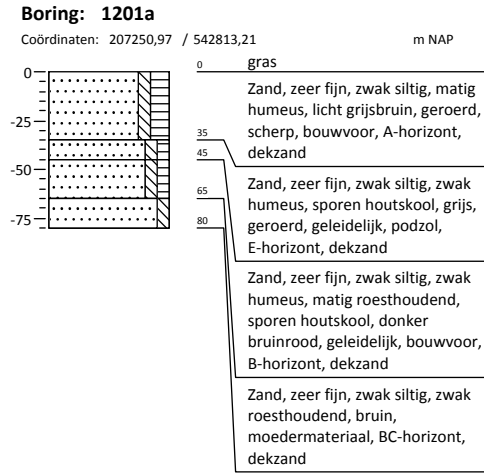 Boring: 1201a
Coördinaten: 207250,97 / 542813,21 m NAP
0
-25
-50
-75
0
35
45
65
80
gras
Zand, zeer fijn, zwak siltig, matig
humeus, licht grijsbruin, geroerd,
scherp, bouwvoor, A-horizont,
dekzand
Zand, zeer fijn, zwak siltig, zwak
humeus, sporen houtskool, grijs,
geroerd, geleidelijk, podzol,
E-horizont, dekzand
Zand, zeer fijn, zwak siltig, zwak
humeus, matig roesthoudend,
sporen houtskool, donker
bruinrood, geleidelijk, bouwvoor,
B-horizont, dekzand
Zand, zeer fijn, zwak siltig, zwak
roesthoudend, bruin,
moedermateriaal, BC-horizont,
dekzand